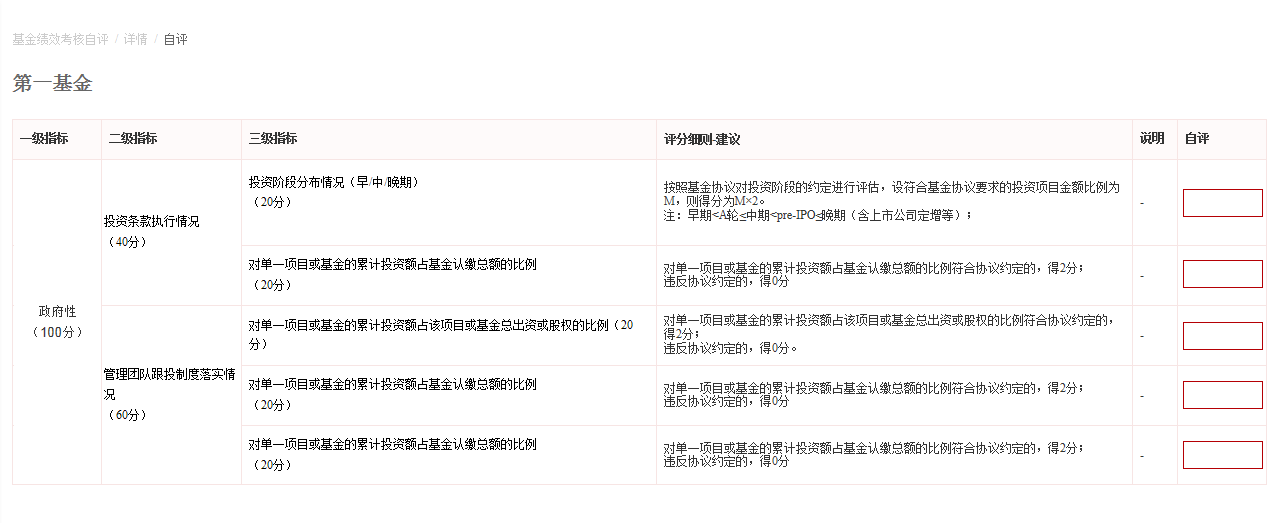 基金绩效考核自评 / 详情 / 自评
第一基金
一级指标 二级指标 三级指标 评分细则-建议 说明 自评
投资阶段分布情况（早/中/晚期）
（20分）
按照基金协议对投资阶段的约定进行评估，设符合基金协议要求的投资项目金额比例为
M，则得分为M×2。
注：早期<A轮≤中期<pre-IPO≤晚期（含上市公司定增等）；
-
投资条款执行情况
（40分）
对单一项目或基金的累计投资额占基金认缴总额的比例
（20分）
对单一项目或基金的累计投资额占基金认缴总额的比例符合协议约定的，得2分；
违反协议约定的，得0分
-
政府性
（100分）
对单一项目或基金的累计投资额占该项目或基金总出资或股权的比例（20
分）
对单一项目或基金的累计投资额占该项目或基金总出资或股权的比例符合协议约定的，
得2分；
违反协议约定的，得0分。
-
管理团队跟投制度落实情
况
（60分）
对单一项目或基金的累计投资额占基金认缴总额的比例
（20分）
对单一项目或基金的累计投资额占基金认缴总额的比例符合协议约定的，得2分；
违反协议约定的，得0分
-
对单一项目或基金的累计投资额占基金认缴总额的比例
（20分）
对单一项目或基金的累计投资额占基金认缴总额的比例符合协议约定的，得2分；
违反协议约定的，得0分
-